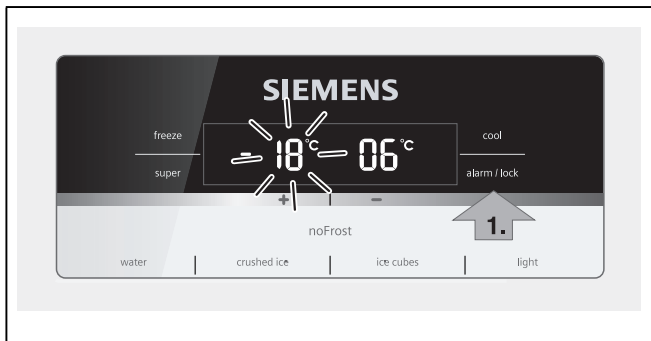 SIEMENS
freeze
super
-18°C 06°C
cool
alarm / lock
+ -
1.
noFrost
water crushed ice ice cubes light